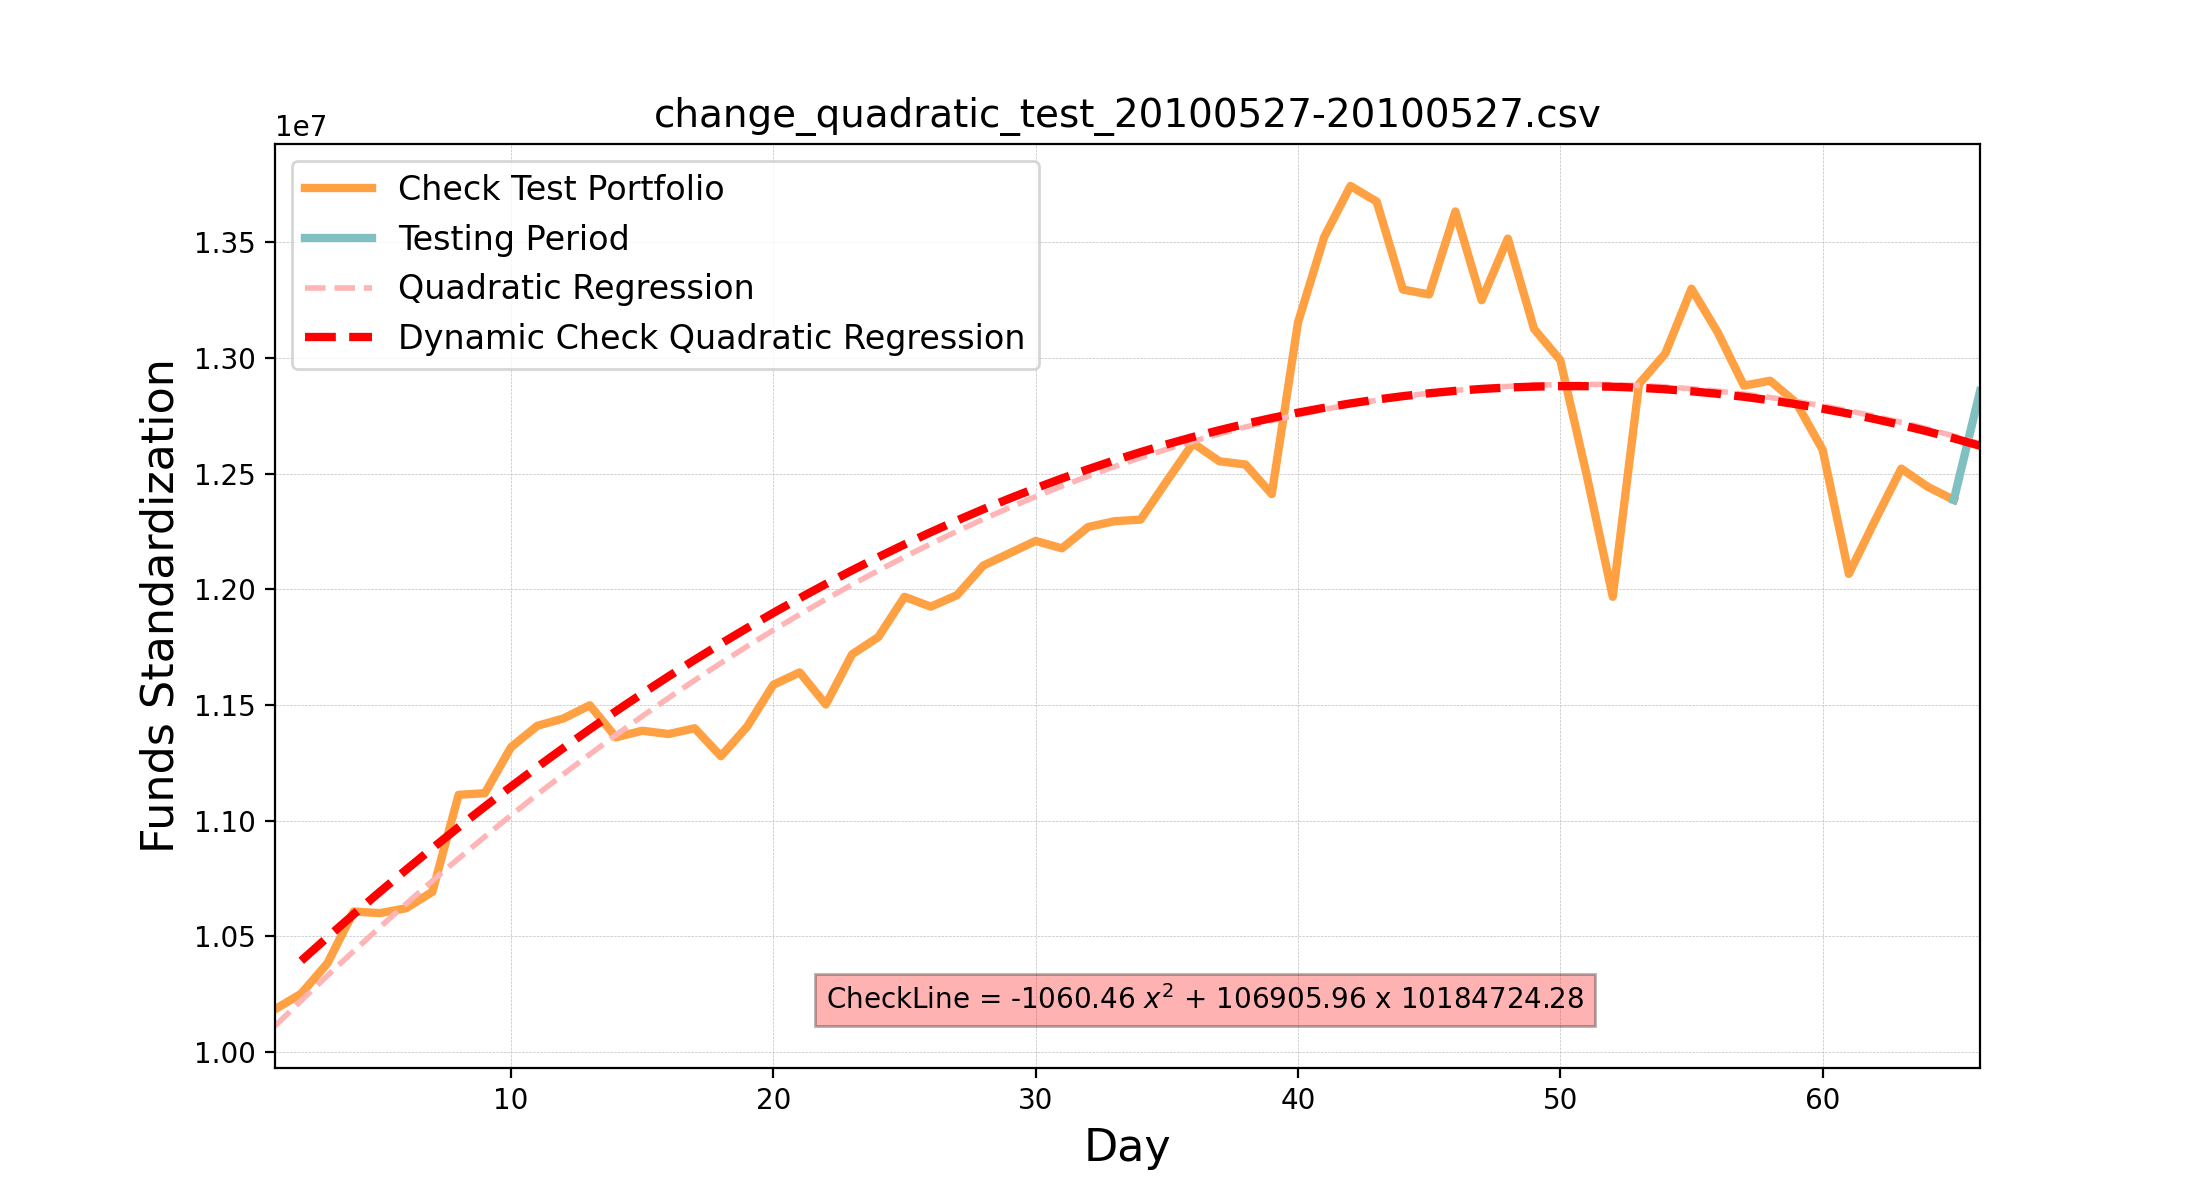 change_quadratic_test_20100527-20100527.csv
1e7
Check Test Portfolio
Testing Period
Quadratic Regression
Dynamic Check Quadratic Regression
1.35
1.30
1.25
1.20
1.15
1.10
1.05
1.00
Funds Standardization
CheckLine = -1060.46 x² + 106905.96 x 10184724.28
10 20 30 40 50 60
Day